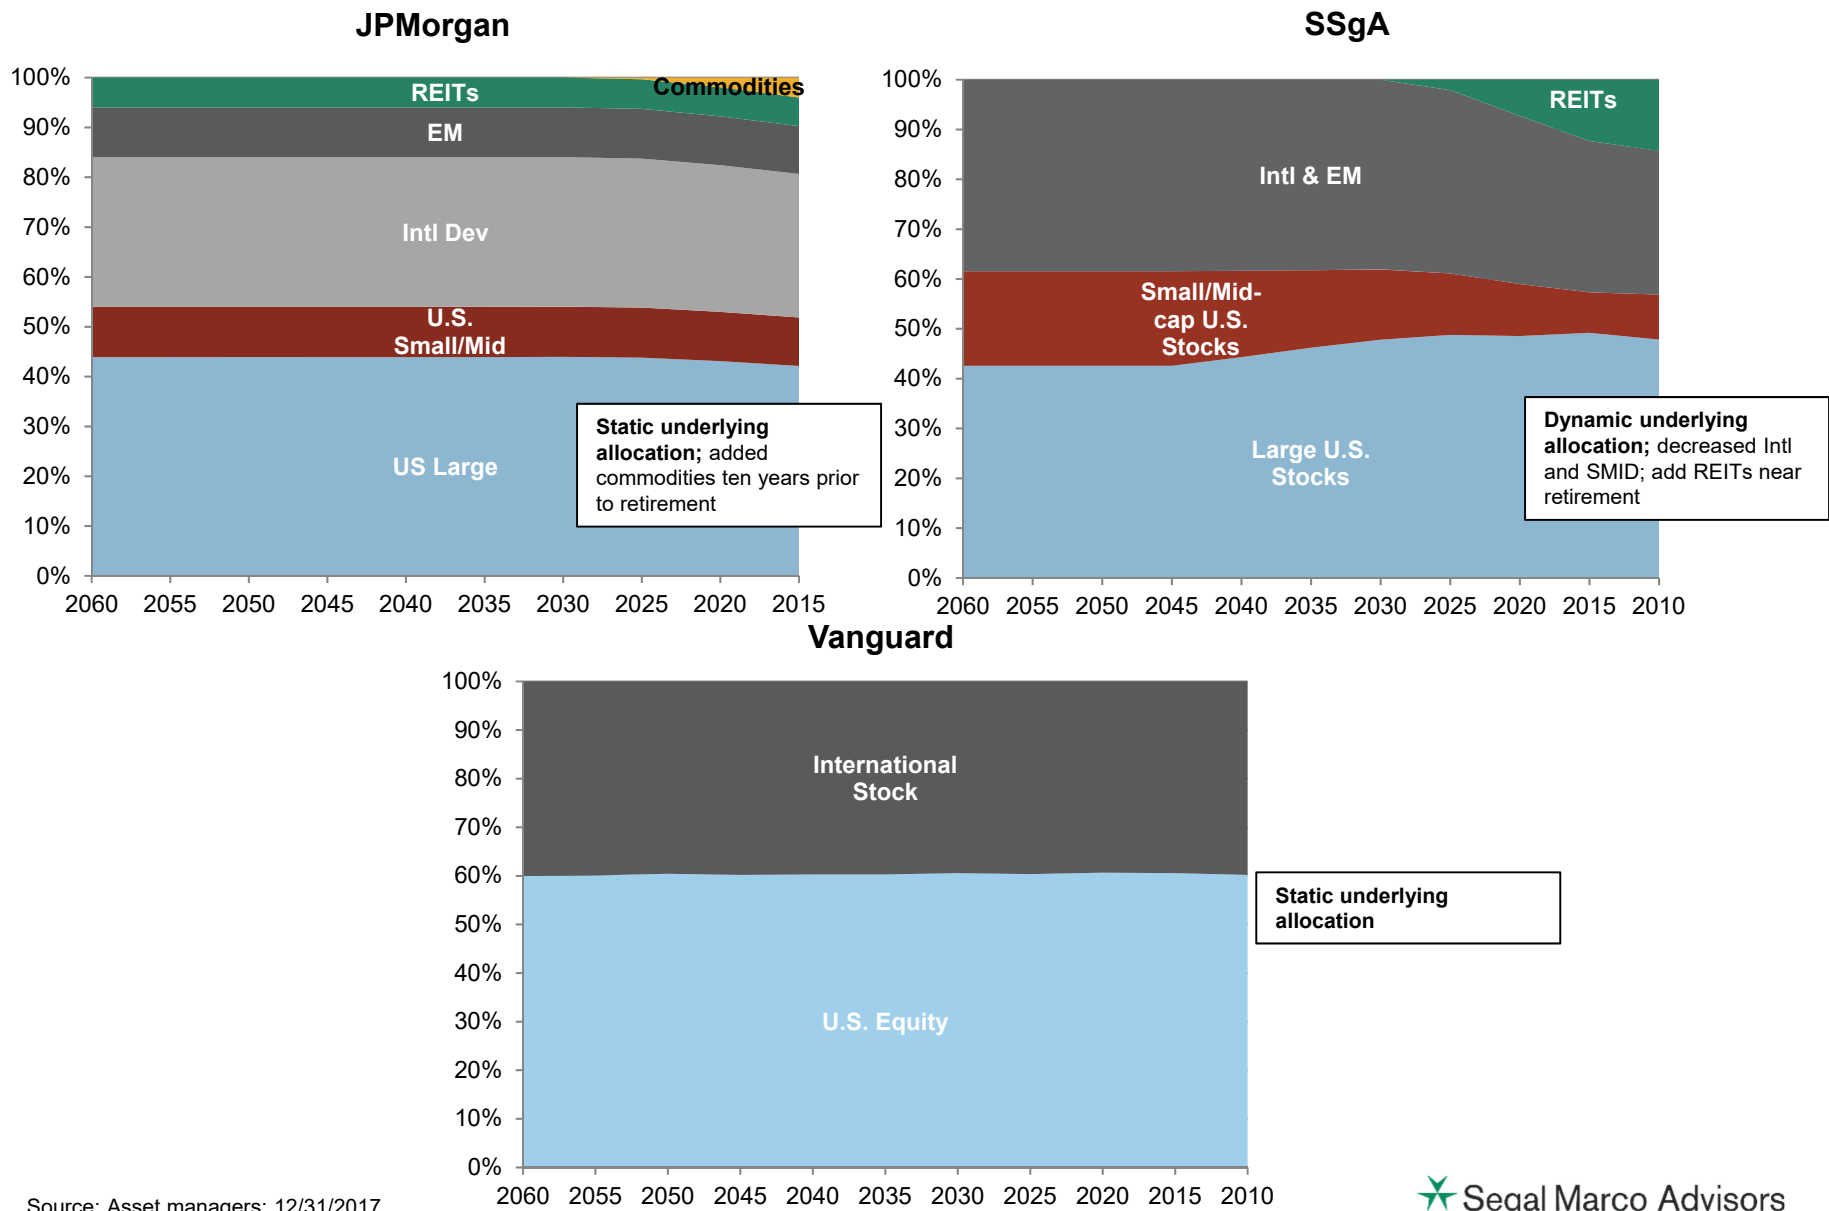 JPMorgan
100%
90%
80%
70%
60%
50%
40%
30%
20%
10%
0%
Commodities
REITs
EM
Intl Dev
U.S.
Small/Mid
US Large
Static underlying
allocation; added
commodities ten years prior
to retirement
2060 2055 2050 2045 2040 2035 2030 2025 2020 2015
SSgA
100%
90%
80%
70%
60%
50%
40%
30%
20%
10%
0%
REITs
Intl & EM
Small/Mid-
cap U.S.
Stocks
Large U.S.
Stocks
Dynamic underlying
allocation; decreased Intl
and SMID; add REITs near
retirement
2060 2055 2050 2045 2040 2035 2030 2025 2020 2015 2010
Vanguard
100%
90%
80%
70%
60%
50%
40%
30%
20%
10%
0%
International
Stock
U.S. Equity
Static underlying
allocation
2060 2055 2050 2045 2040 2035 2030 2025 2020 2015 2010
Source: Asset managers; 12/31/2017
Segal Marco Advisors